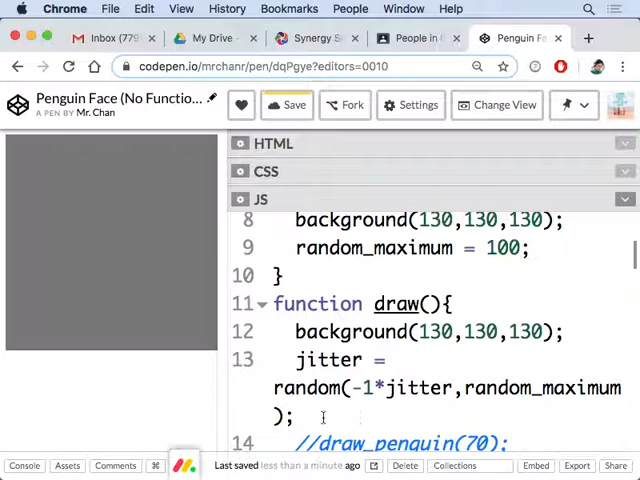 Chrome File Edit View History Bookmarks People Window Help
Inbox (779 My Drive - Synergy Si People in t Penguin Fa
codepen.io/mrchanr/pen/dqPgye?editors=0010
Penguin Face (No Functio...
A PEN BY Mr. Chan
Save Fork Settings Change View
HTML
CSS
JS
8 background(130,130,130);
9 random_maximum = 100;
10 }
11 function draw(){
12 background(130,130,130);
13 jitter =
random(-1*jitter,random_maximum
);
14 //draw_penguin(70);
Console Assets Comments ⌘ Last saved less than a minute ago Delete Collections Embed Export Share